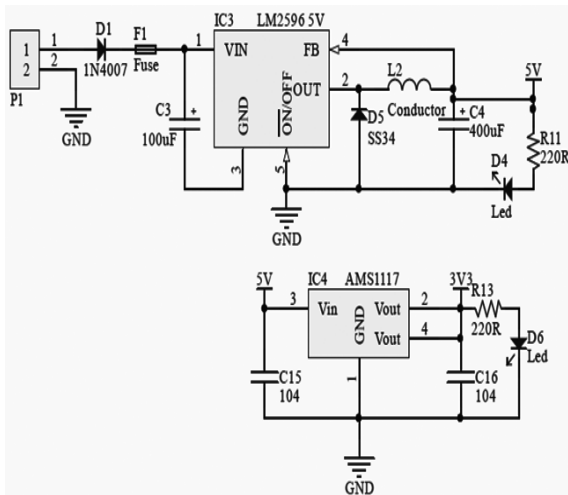 IC3 LM2596 5V
D1
F1
1
1
2
2
P1
1N4007
Fuse
GND
1
VIN
FB
4
OUT
2
L2
Conductor
5V
C3
+
100uF
GND
ON/OFF
3
5
D5
SS34
+
C4
400uF
R11
220R
D4
Led
GND
5V
IC4 AMS1117
3V3
3
Vin
Vout
2
R13
220R
GND
Vout
4
D6
Led
C15
104
1
C16
104
GND